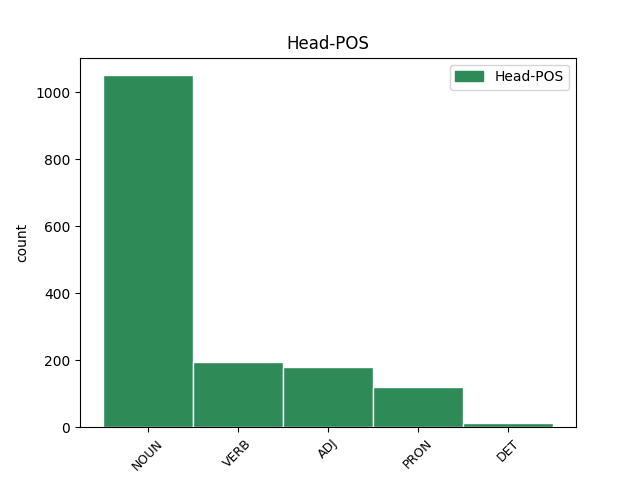 Head-POS
Head-POS
1000
800
600
400
200
0
count
NOUN
VERB
ADJ
PRON
DET